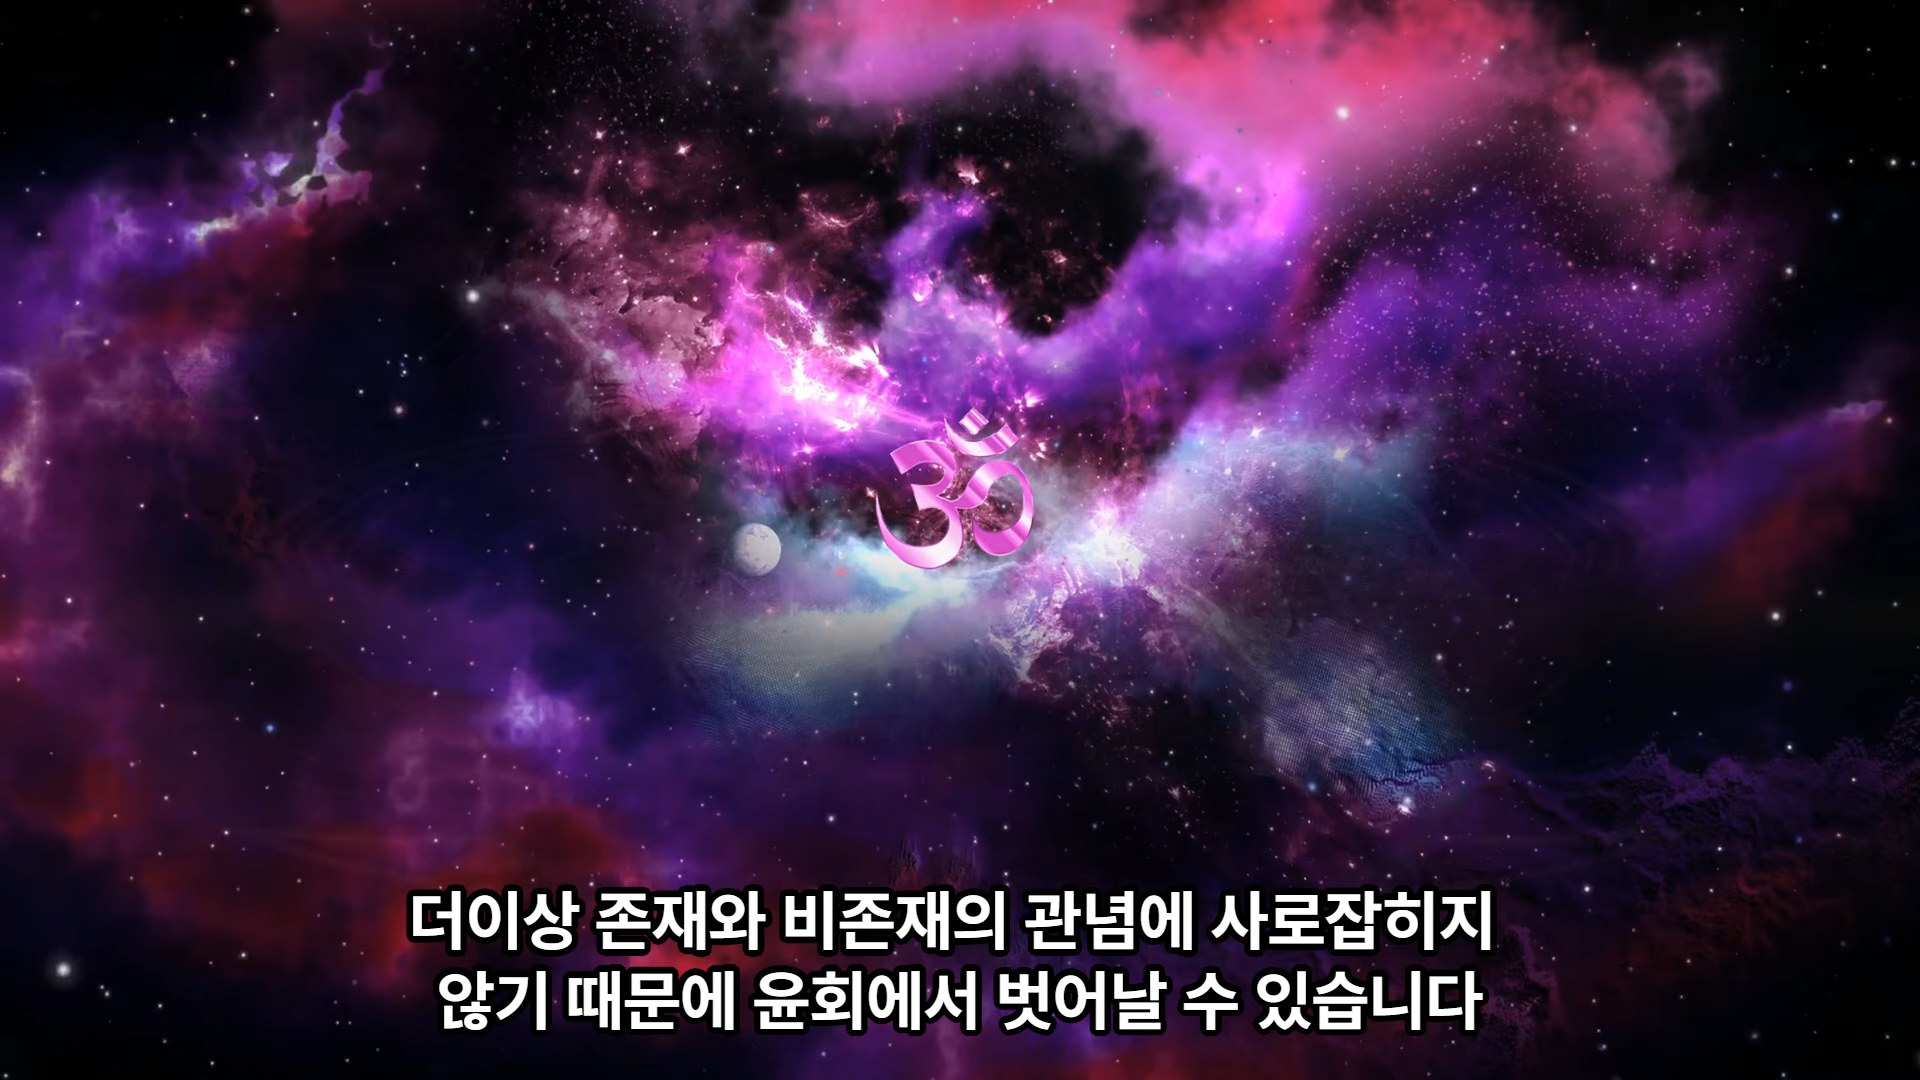 ॐ
더이상 존재와 비존재의 관념에 사로잡히지
않기 때문에 윤회에서 벗어날 수 있습니다